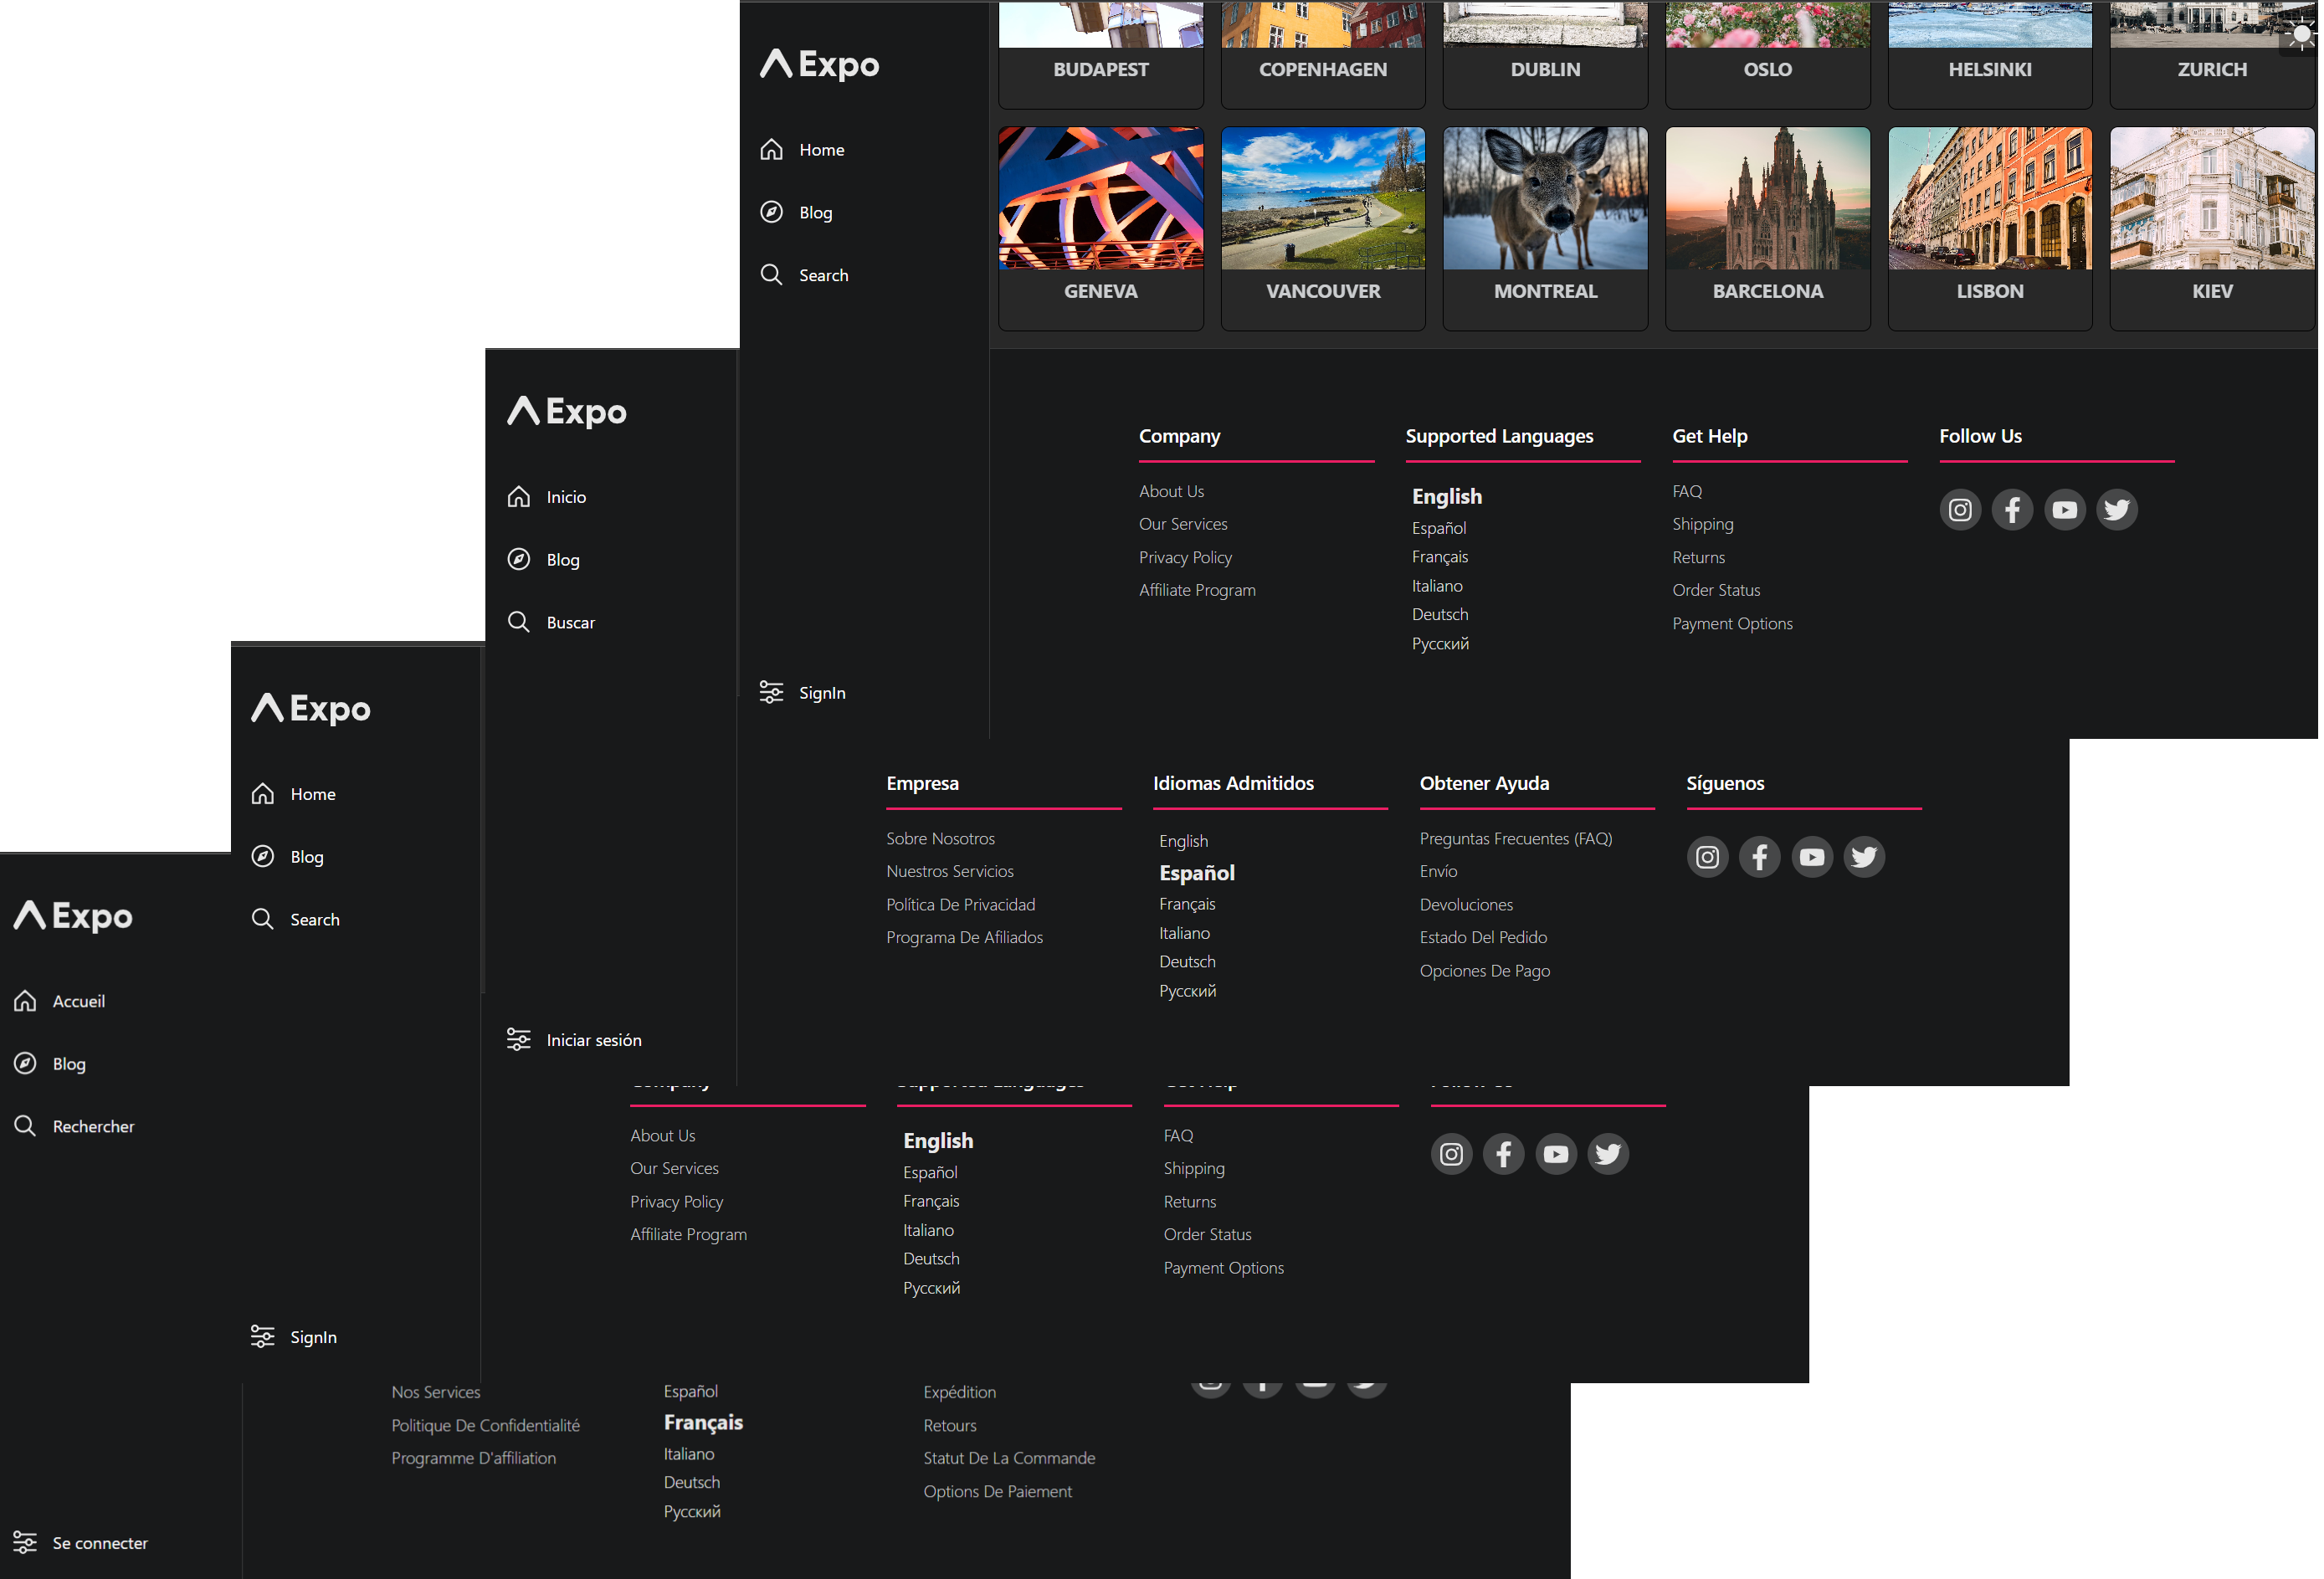 Expo
Home
Blog
Search
SignIn
BUDAPEST
COPENHAGEN
DUBLIN
OSLO
HELSINKI
ZURICH
GENEVA
VANCOUVER
MONTREAL
BARCELONA
LISBON
KIEV
Company
About Us
Our Services
Privacy Policy
Affiliate Program
Supported Languages
English
Español
Français
Italiano
Deutsch
Русский
Get Help
FAQ
Shipping
Returns
Order Status
Payment Options
Follow Us
Expo
Inicio
Blog
Buscar
Iniciar sesión
Empresa
Sobre Nosotros
Nuestros Servicios
Política De Privacidad
Programa De Afiliados
Idiomas Admitidos
English
Español
Français
Italiano
Deutsch
Русский
Obtener Ayuda
Preguntas Frecuentes (FAQ)
Envío
Devoluciones
Estado Del Pedido
Opciones De Pago
Síguenos
Expo
Home
Blog
Search
SignIn
About Us
Our Services
Privacy Policy
Affiliate Program
English
Español
Français
Italiano
Deutsch
Русский
FAQ
Shipping
Returns
Order Status
Payment Options
Expo
Accueil
Blog
Rechercher
Se connecter
Nos Services
Politique De Confidentialité
Programme D'affiliation
Español
Français
Italiano
Deutsch
Русский
Expédition
Retours
Statut De La Commande
Options De Paiement